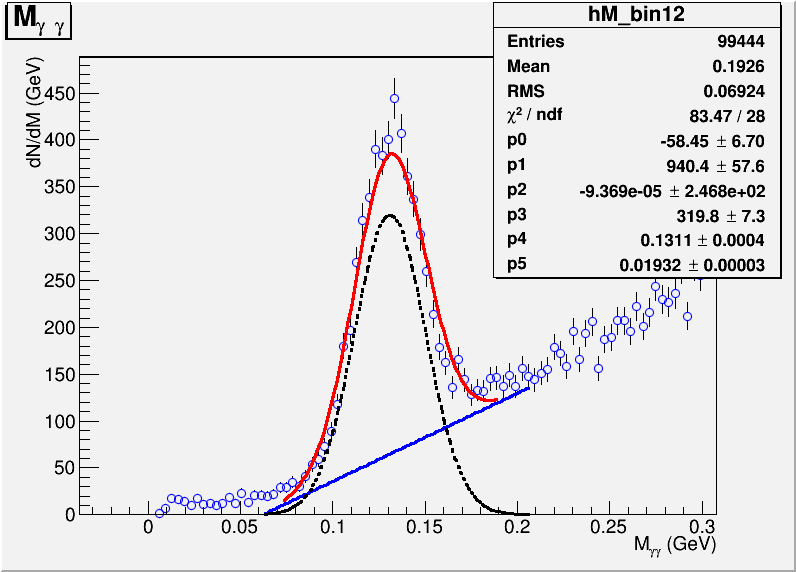 Mγ γ
hM_bin12
Entries 99444
Mean 0.1926
RMS 0.06924
χ² / ndf 83.47 / 28
p0 -58.45 ± 6.70
p1 940.4 ± 57.6
p2 -9.369e-05 ± 2.468e+02
p3 319.8 ± 7.3
p4 0.1311 ± 0.0004
p5 0.01932 ± 0.00003
dN/dM (GeV)
450
400
350
300
250
200
150
100
50
0
0 0.05 0.1 0.15 0.2 0.25 0.3
Mγγ (GeV)